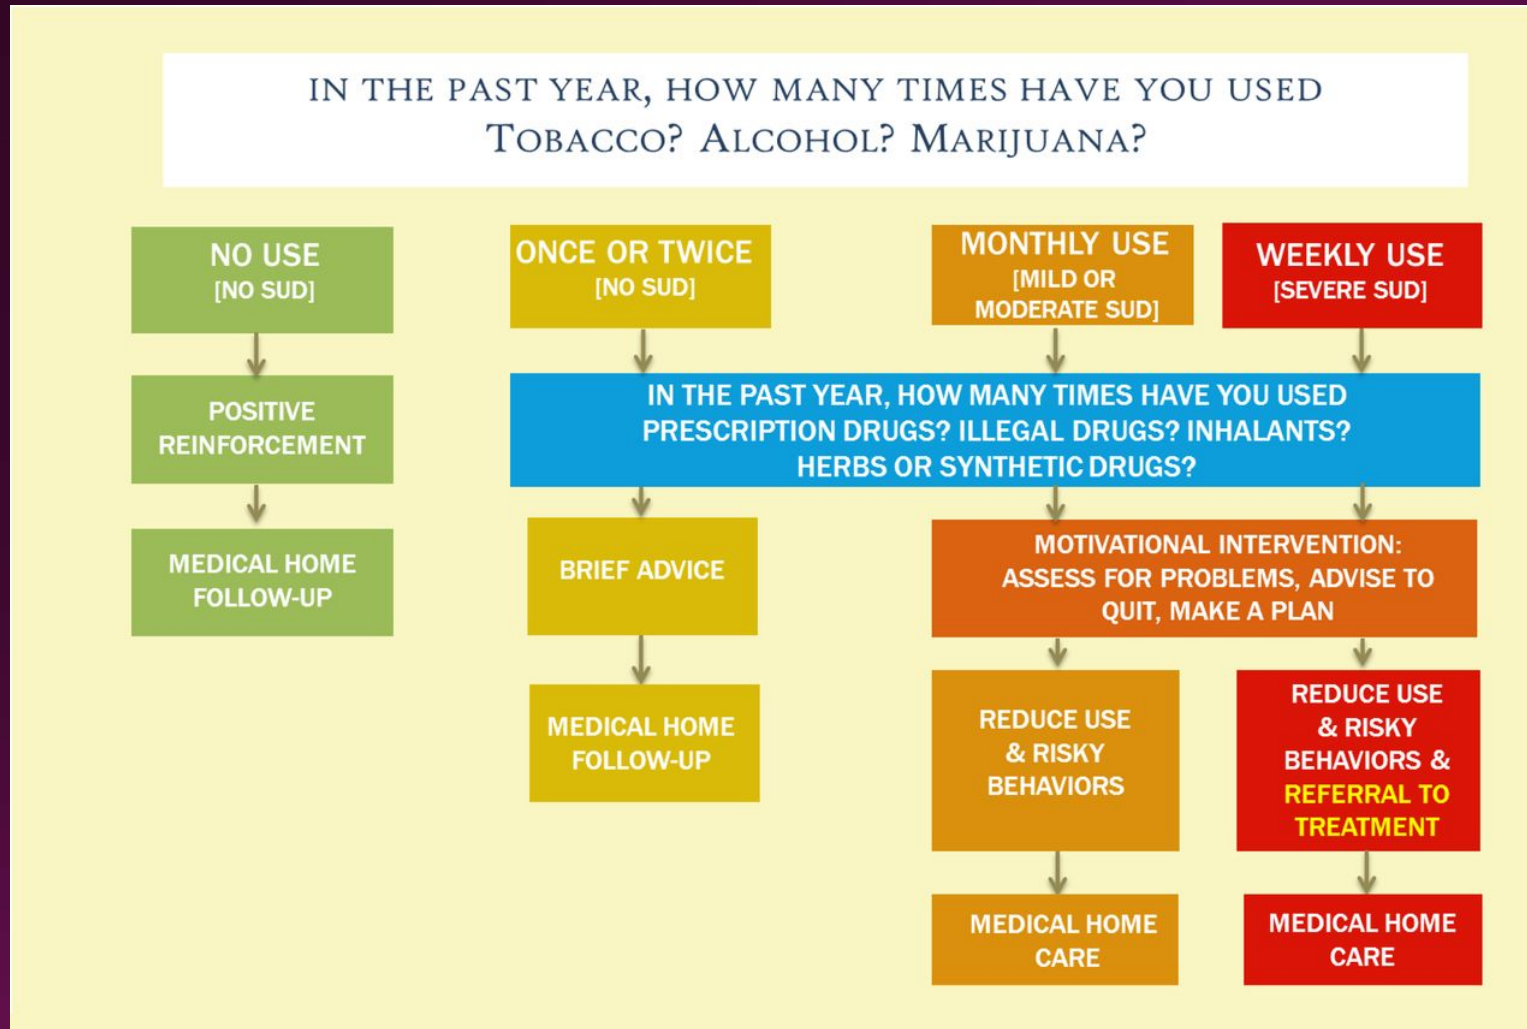 IN THE PAST YEAR, HOW MANY TIMES HAVE YOU USED
TOBACCO? ALCOHOL? MARIJUANA?
NO USE
[NO SUD]
ONCE OR TWICE
[NO SUD]
MONTHLY USE
[MILD OR
MODERATE SUD]
WEEKLY USE
[SEVERE SUD]
POSITIVE
REINFORCEMENT
IN THE PAST YEAR, HOW MANY TIMES HAVE YOU USED
PRESCRIPTION DRUGS? ILLEGAL DRUGS? INHALANTS?
HERBS OR SYNTHETIC DRUGS?
MEDICAL HOME
FOLLOW-UP
BRIEF ADVICE
MOTIVATIONAL INTERVENTION:
ASSESS FOR PROBLEMS, ADVISE TO
QUIT, MAKE A PLAN
MEDICAL HOME
FOLLOW-UP
REDUCE USE
& RISKY
BEHAVIORS
REDUCE USE
& RISKY
BEHAVIORS &
REFERRAL TO
TREATMENT
MEDICAL HOME
CARE
MEDICAL HOME
CARE